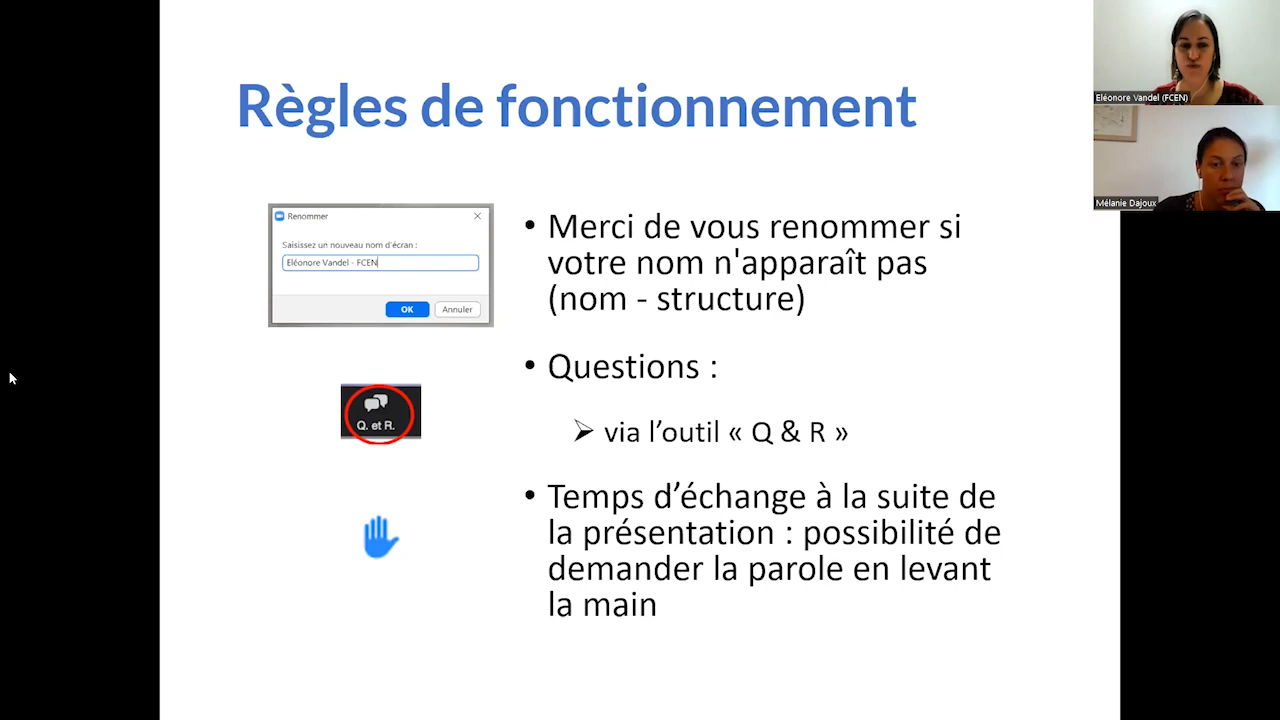 Règles de fonctionnement
Eléonore Vandel (FCEN)
Mélanie Dajoux
Renommer
Saisissez un nouveau nom d'écran :
Eléonore Vandel - FCEN
OK
Annuler
• Merci de vous renommer si
votre nom n'apparaît pas
(nom - structure)
• Questions :
➢ via l’outil « Q & R »
Q. et R.
• Temps d’échange à la suite de
la présentation : possibilité de
demander la parole en levant
la main